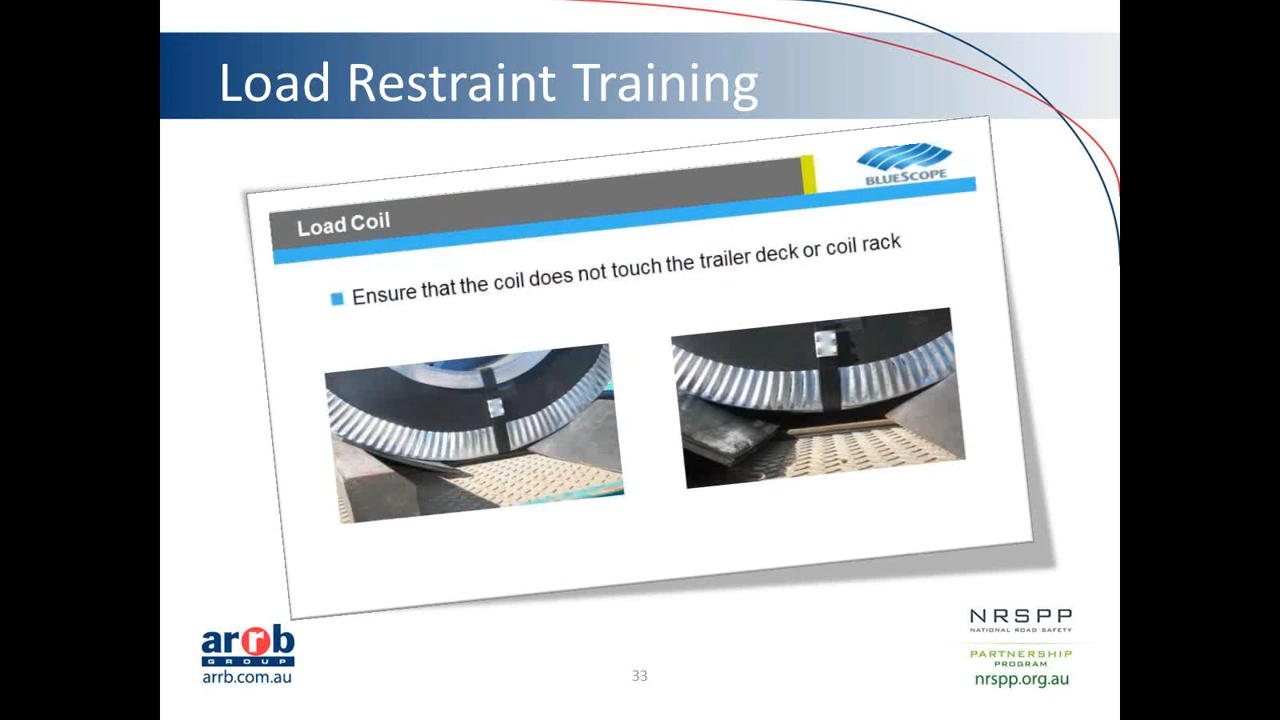 Load Restraint Training
BLUESCOPE
Load Coil
Ensure that the coil does not touch the trailer deck or coil rack
arrb
GROUP
arrb.com.au
33
NRSPP
NATIONAL ROAD SAFETY
PARTNERSHIP
PROGRAM
nrspp.org.au